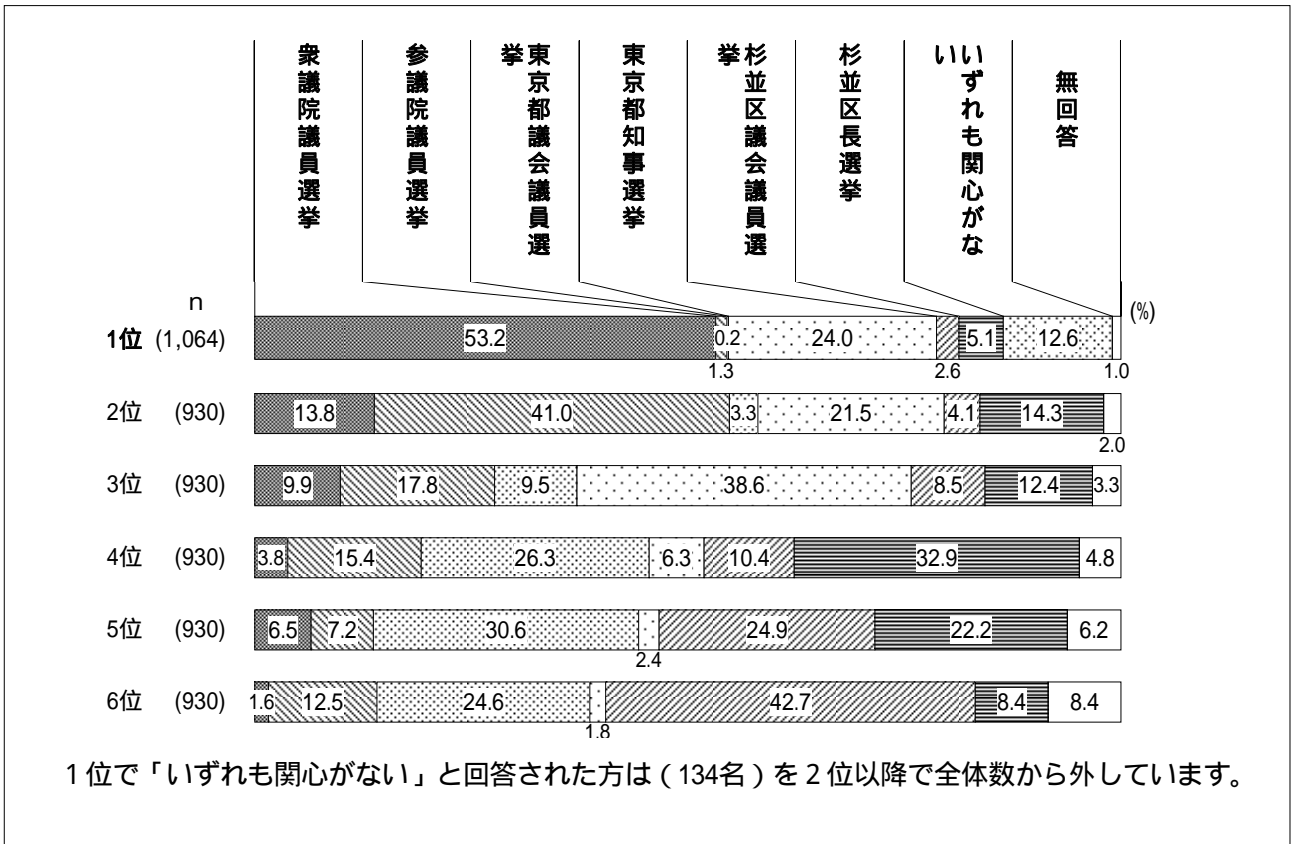 衆議院議員選挙
参議院議員選挙
東京都議会議員選
挙
東京都知事選挙
杉並区議会議員選
挙
杉並区長選挙
いずれも関心がな
い
無回答
n
(%)
1位 (1,064) 53.2 0.2 24.0 5.1 12.6
1.3 2.6 1.0
2位 (930) 13.8 41.0 3.3 21.5 4.1 14.3
2.0
3位 (930) 9.9 17.8 9.5 38.6 8.5 12.4 3.3
4位 (930) 3.8 15.4 26.3 6.3 10.4 32.9 4.8
5位 (930) 6.5 7.2 30.6 24.9 22.2 6.2
2.4
6位 (930) 1.6 12.5 24.6 42.7 8.4 8.4
1.8
1位で「いずれも関心がない」と回答された方は(134名)を2位以降で全体数から外しています。